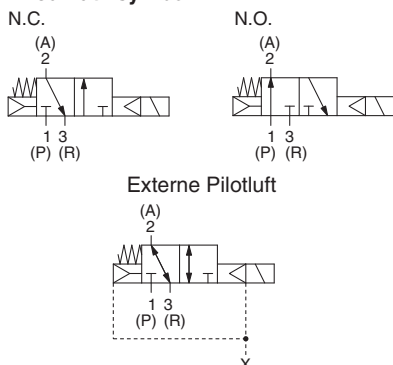 N.C.
N.O.
(A)
2
(A)
2
1 3
(P) (R)
1 3
(P) (R)
Externe Pilotluft
(A)
2
1 3
(P) (R)
X